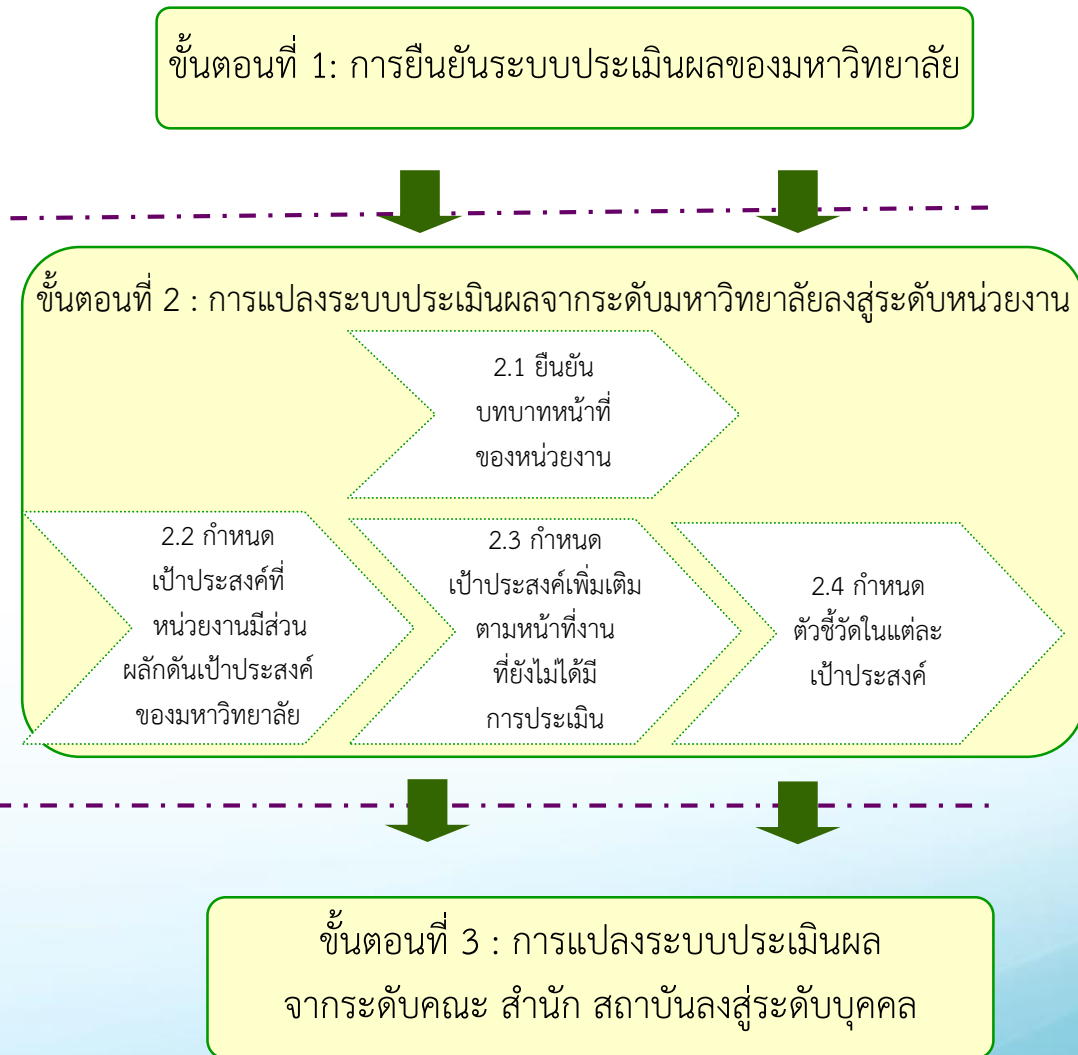 ขั้นตอนที่ 1: การยืนยันระบบประเมินผลของมหาวิทยาลัย
ขั้นตอนที่ 2 : การแปลงระบบประเมินผลจากระดับมหาวิทยาลัยลงสู่ระดับหน่วยงาน
2.1 ยืนยัน
บทบาทหน้าที่
ของหน่วยงาน
2.2 กำหนด
เป้าประสงค์ที่
หน่วยงานมีส่วน
ผลักดันเป้าประสงค์
ของมหาวิทยาลัย
2.3 กำหนด
เป้าประสงค์เพิ่มเติม
ตามหน้าที่งาน
ที่ยังไม่ได้มี
การประเมิน
2.4 กำหนด
ตัวชี้วัดในแต่ละ
เป้าประสงค์
ขั้นตอนที่ 3 : การแปลงระบบประเมินผล
จากระดับคณะ สำนัก สถาบันลงสู่ระดับบุคคล